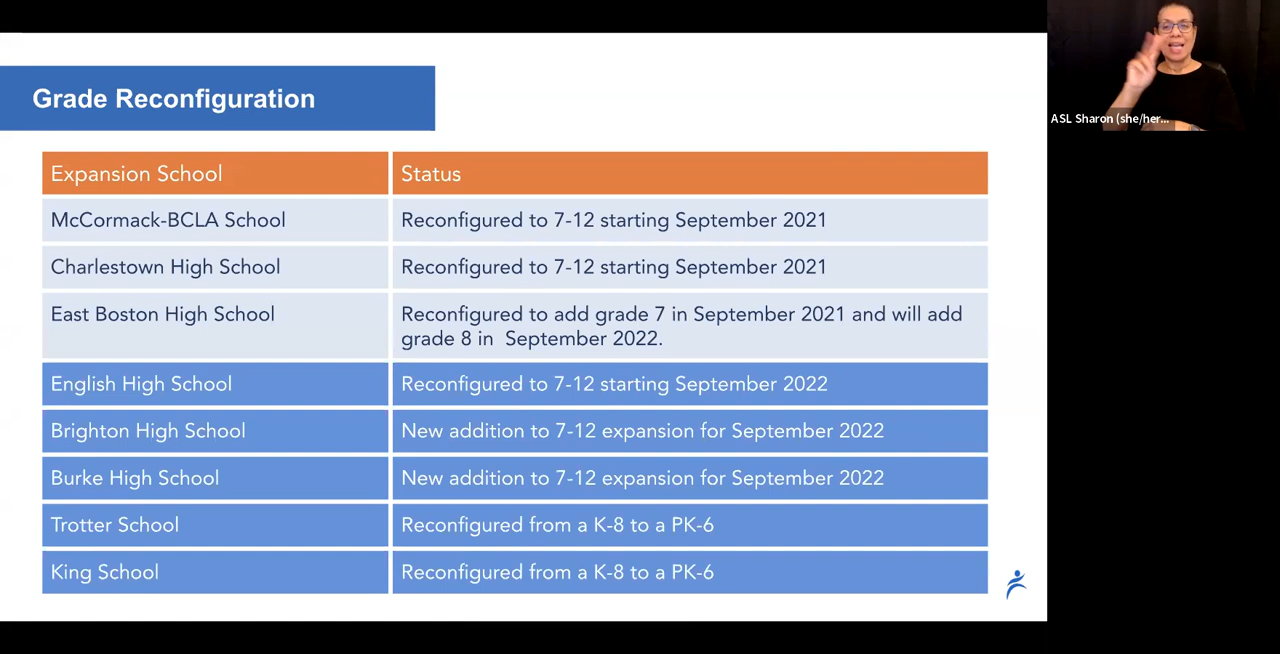 Grade Reconfiguration
Expansion School Status
McCormack-BCLA School Reconfigured to 7-12 starting September 2021
Charlestown High School Reconfigured to 7-12 starting September 2021
East Boston High School Reconfigured to add grade 7 in September 2021 and will add
grade 8 in September 2022.
English High School Reconfigured to 7-12 starting September 2022
Brighton High School New addition to 7-12 expansion for September 2022
Burke High School New addition to 7-12 expansion for September 2022
Trotter School Reconfigured from a K-8 to a PK-6
King School Reconfigured from a K-8 to a PK-6
ASL Sharon (she/her...